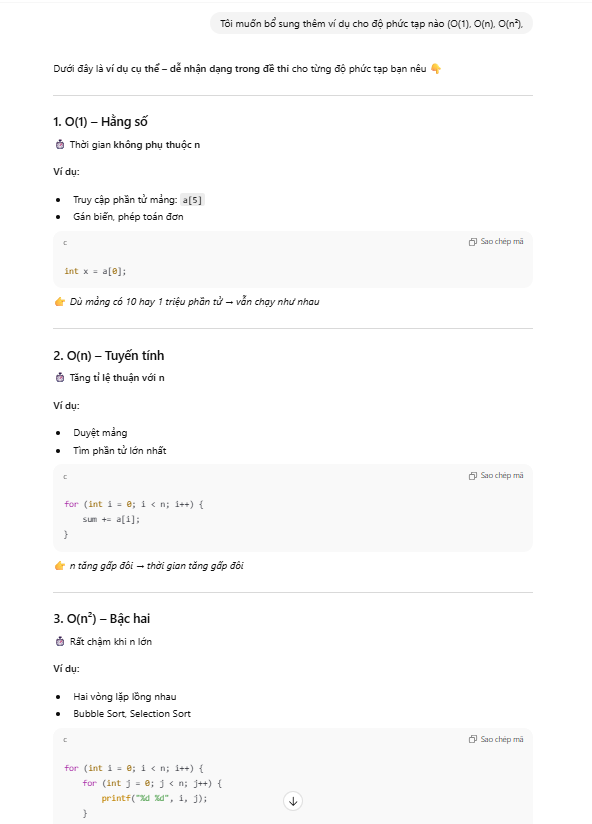 Tôi muốn bổ sung thêm ví dụ cho độ phức tạp nào (O(1), O(n), O(n²),
Dưới đây là ví dụ cụ thể – dễ nhận dạng trong đề thi cho từng độ phức tạp bạn nêu 👇
1. O(1) – Hằng số
Thời gian không phụ thuộc n
Ví dụ:
• Truy cập phần tử mảng: a[5]
• Gán biến, phép toán đơn
c
Sao chép mã
int x = a[0];
👉 Dù mảng có 10 hay 1 triệu phần tử → vẫn chạy như nhau
2. O(n) – Tuyến tính
Tăng tỉ lệ thuận với n
Ví dụ:
• Duyệt mảng
• Tìm phần tử lớn nhất
c
Sao chép mã
for (int i = 0; i < n; i++) {
    sum += a[i];
}
👉 n tăng gấp đôi → thời gian tăng gấp đôi
3. O(n²) – Bậc hai
Rất chậm khi n lớn
Ví dụ:
• Hai vòng lặp lồng nhau
• Bubble Sort, Selection Sort
c
Sao chép mã
for (int i = 0; i < n; i++) {
    for (int j = 0; j < n; j++) {
        printf("%d %d", i, j);
    }